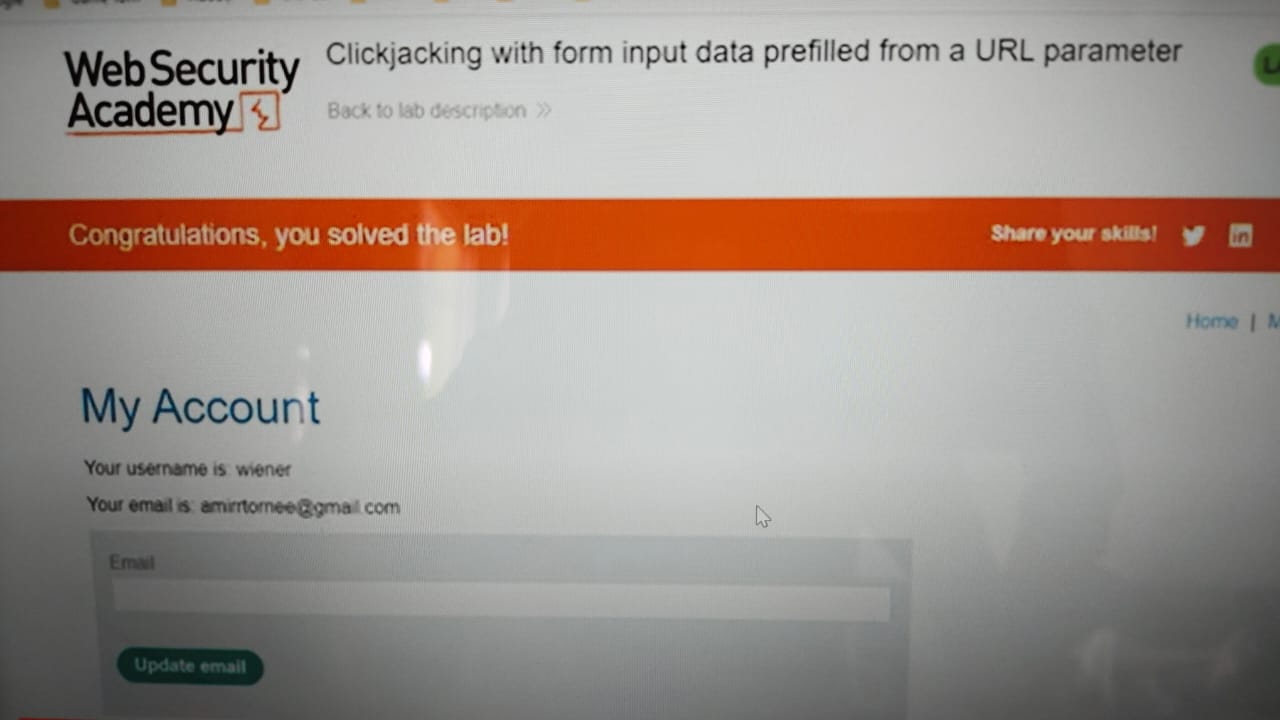 Web Security
Academy
Clickjacking with form input data prefilled from a URL parameter
Back to lab description >>
Congratulations, you solved the lab!
Share your skills!
in
Home |
My Account
Your username is: wiener
Your email is: amirrtornee@gmail.com
Email
Update email